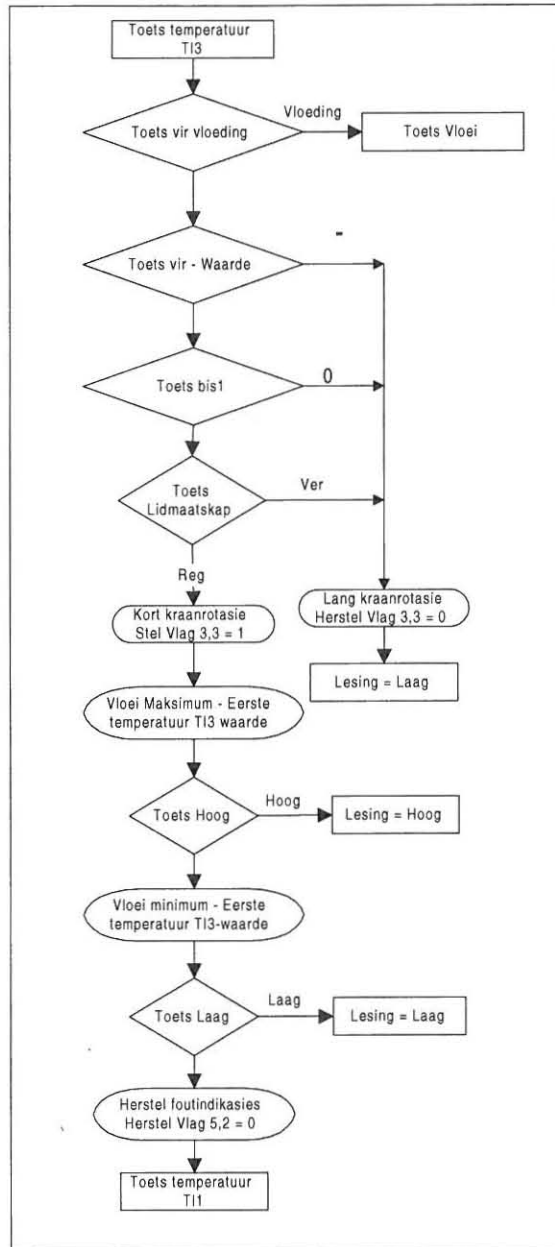 Toets temperatuur
TI3
Vloeding
Toets vir vloeding
Toets Vloei
-
Toets vir - Waarde
0
Toets bis1
Toets
Lidmaatskap
Ver
Reg
Kort kraanrotasie
Stel Vlag 3,3 = 1
Lang kraanrotasie
Herstel Vlag 3,3 = 0
Lesing = Laag
Vloei Maksimum - Eerste
temperatuur TI3 waarde
Hoog
Toets Hoog
Lesing = Hoog
Vloei minimum - Eerste
temperatuur TI3-waarde
Laag
Toets Laag
Lesing = Laag
Herstel foutindikasies
Herstel Vlag 5,2 = 0
Toets temperatuur
TI1